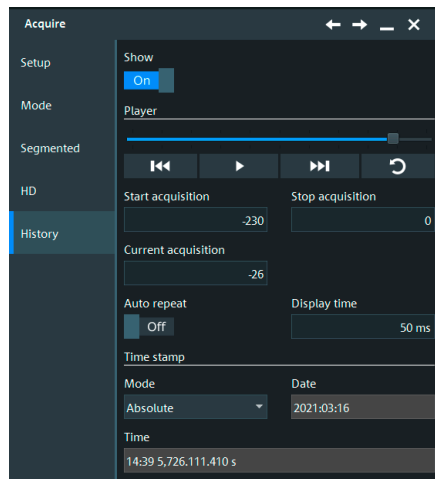 Acquire
Setup
Mode
Segmented
HD
History
Show
On
Player
Start acquisition Stop acquisition
-230 0
Current acquisition
-26
Auto repeat Display time
Off 50 ms
Time stamp
Mode Date
Absolute 2021:03:16
Time
14:39 5,726.111.410 s